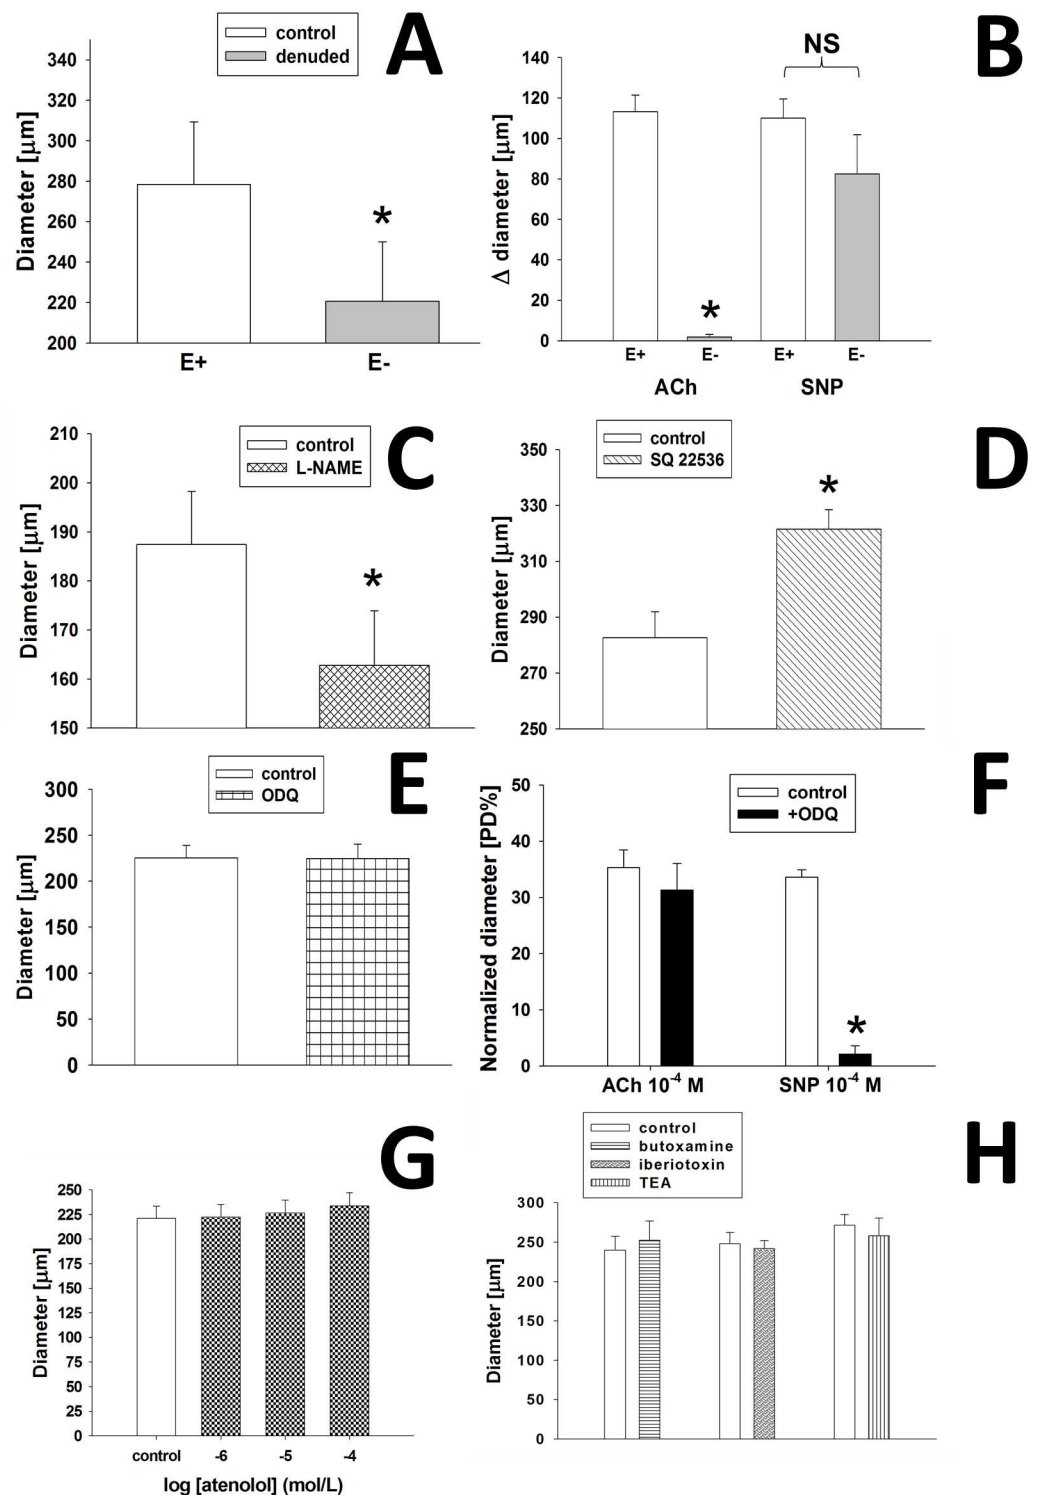 A
control
denuded
Diameter [µm]
340
320
300
280
260
240
220
200
*
E+
E-
B
NS
Δ diameter [µm]
140
120
100
80
60
40
20
0
*
E+
E-
E+
E-
ACh
SNP
C
control
L-NAME
Diameter [µm]
210
200
190
180
170
160
150
*
D
control
SQ 22536
Diameter [µm]
350
330
310
290
270
250
*
E
control
ODQ
Diameter [µm]
300
250
200
150
100
50
0
F
control
+ODQ
Normalized diameter [PD%]
50
40
30
20
10
0
*
ACh 10⁻⁴ M
SNP 10⁻⁴ M
G
Diameter [µm]
250
225
200
175
150
125
100
75
50
25
0
control
-6
-5
-4
log [atenolol] (mol/L)
H
control
butoxamine
iberiotoxin
TEA
Diameter [µm]
300
250
200
150
100
50
0